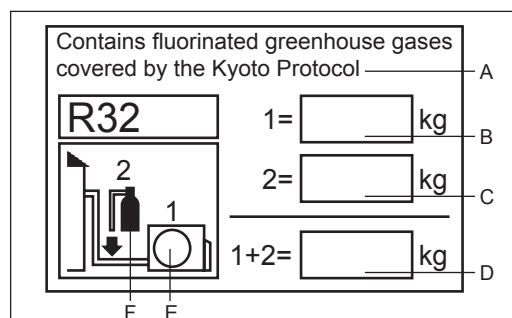 Contains fluorinated greenhouse gases
covered by the Kyoto Protocol
A
R32
1= kg
B
2
2= kg
C
1
1+2= kg
D